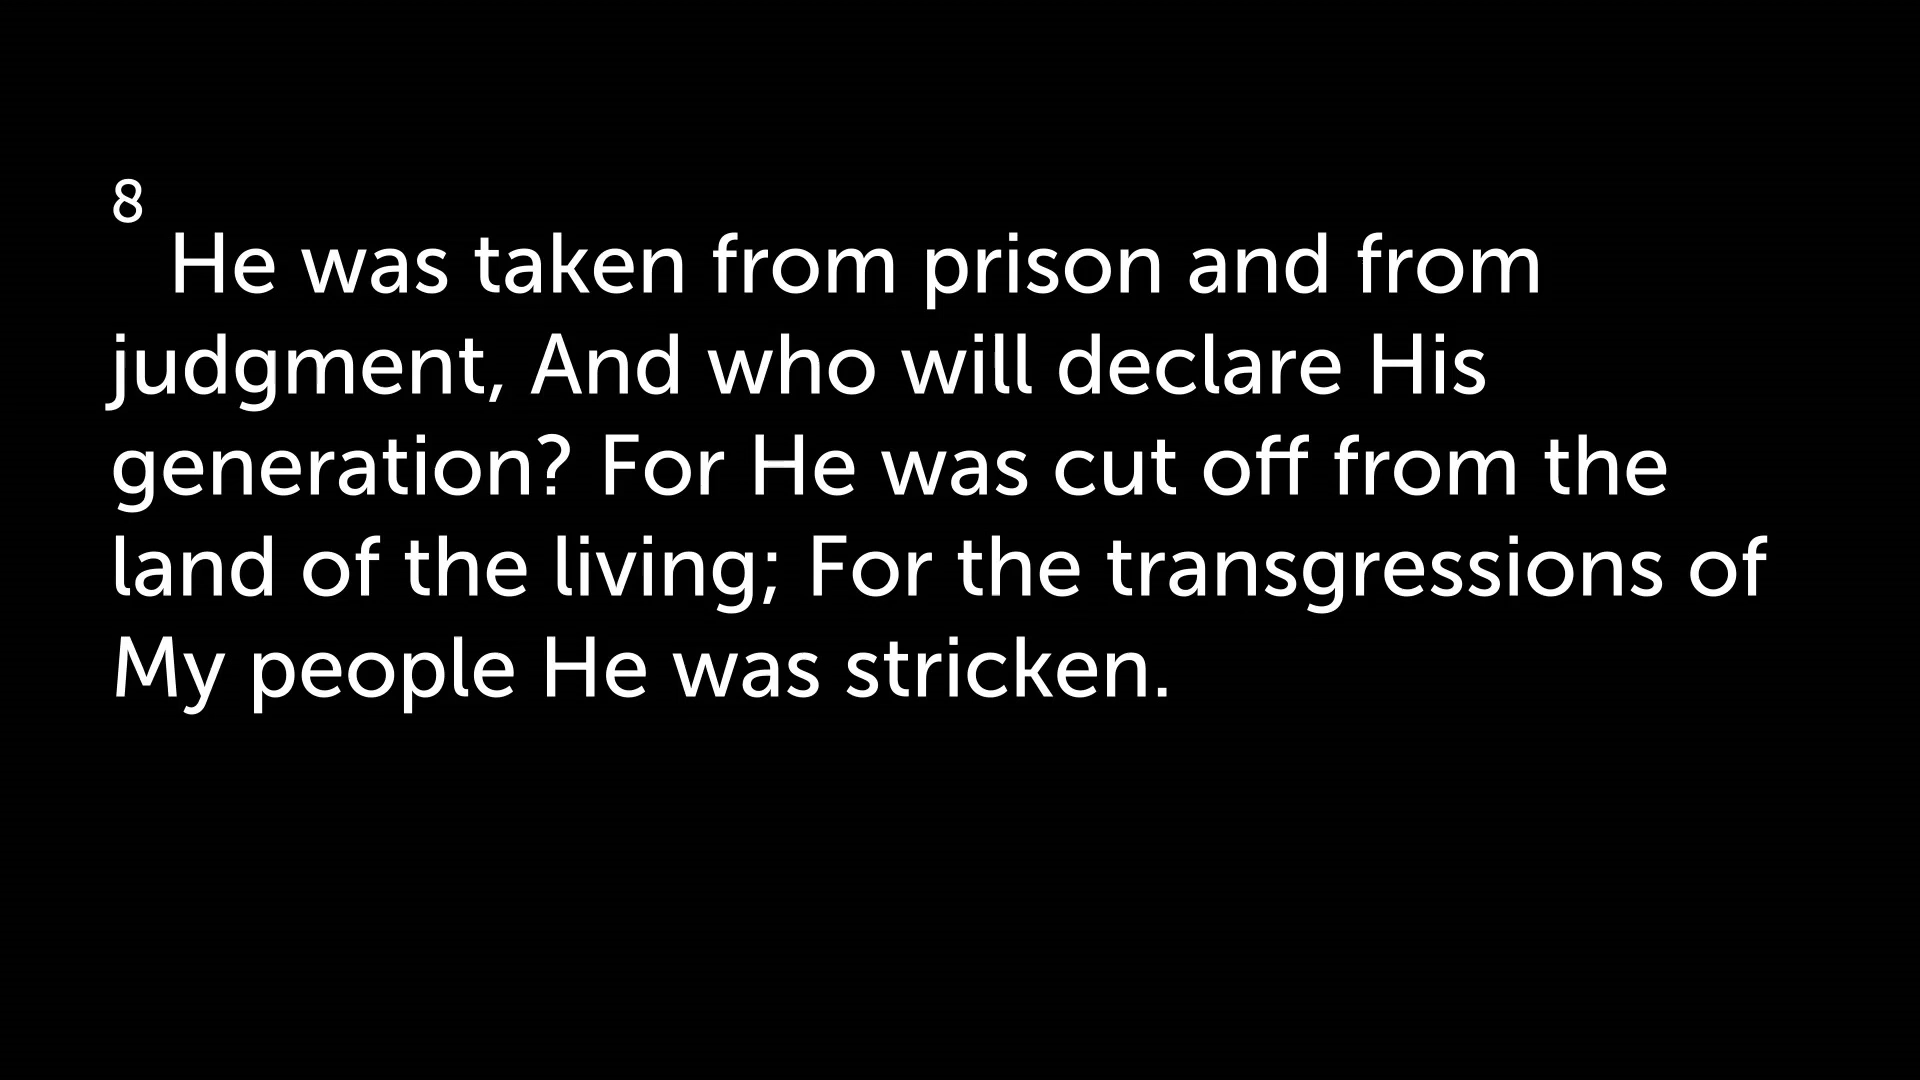 8
He was taken from prison and from
judgment, And who will declare His
generation? For He was cut off from the
land of the living; For the transgressions of
My people He was stricken.